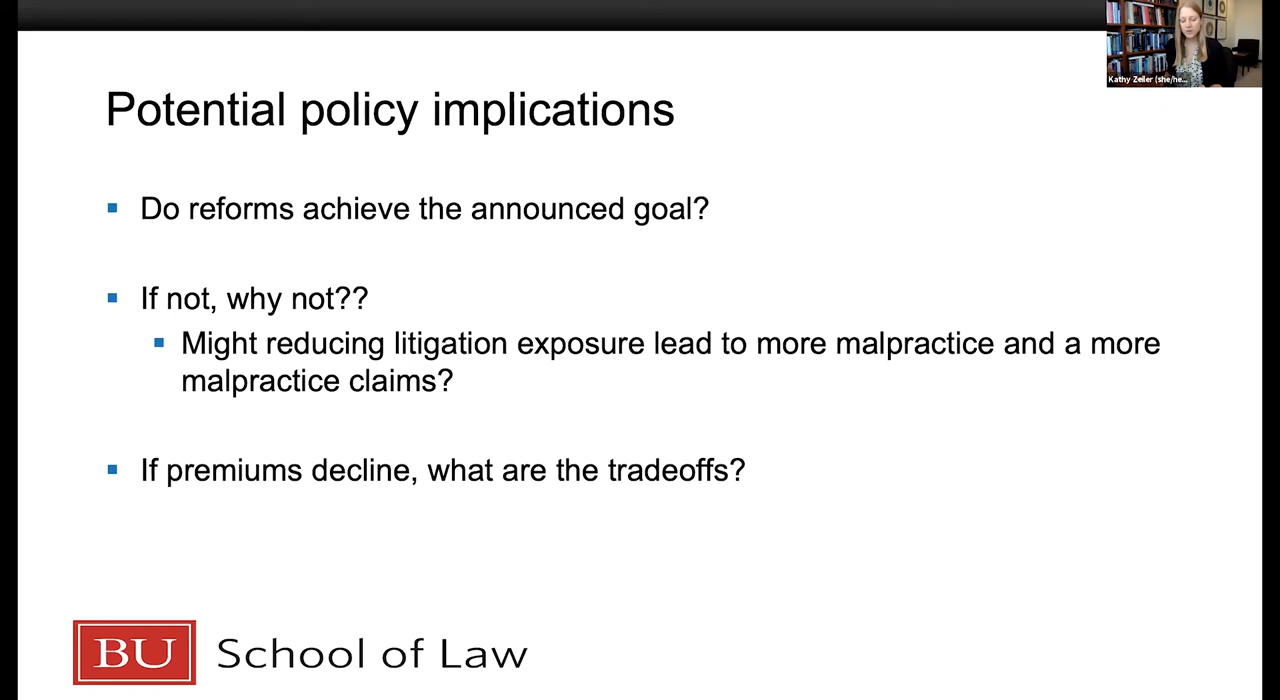 Kathy Zeiler (she/he...
Potential policy implications
Do reforms achieve the announced goal?
If not, why not??
Might reducing litigation exposure lead to more malpractice and a more
malpractice claims?
If premiums decline, what are the tradeoffs?
BU School of Law